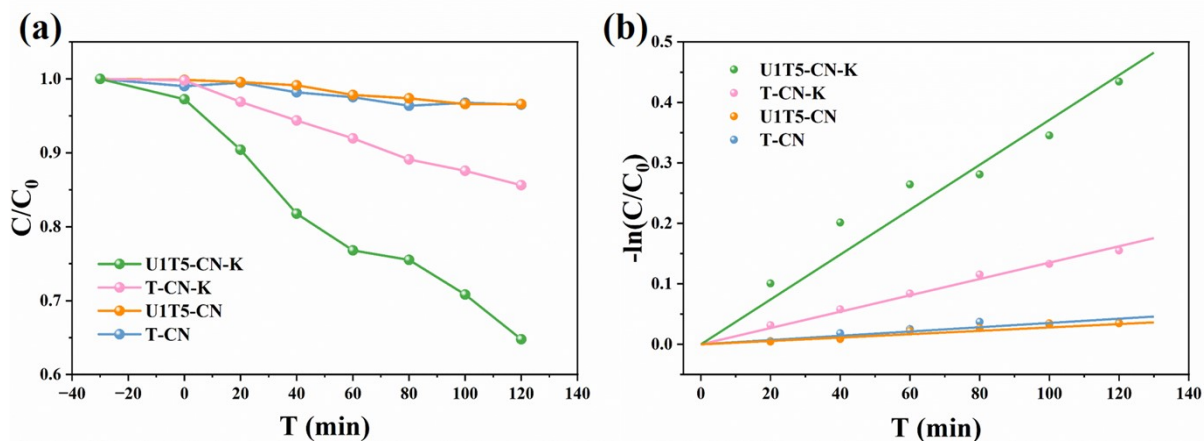 (a)
C/C0
1.0
0.9
0.8
0.7
0.6
U1T5-CN-K
T-CN-K
U1T5-CN
T-CN
−40 −20 0 20 40 60 80 100 120 140
T (min)
(b)
-ln(C/C0)
0.5
0.4
0.3
0.2
0.1
0.0
U1T5-CN-K
T-CN-K
U1T5-CN
T-CN
0 20 40 60 80 100 120 140
T (min)